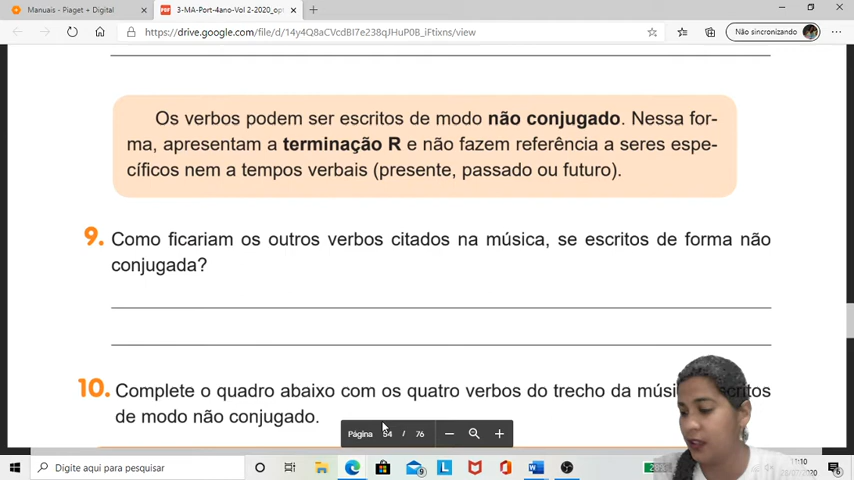 Manuais - Piaget + Digital
3-MA-Port-4ano-Vol 2-2020_op
https://drive.google.com/file/d/14y4Q8aCVcdBI7e238qJHuP0B_iFtixns/view
Não sincronizando
Os verbos podem ser escritos de modo não conjugado. Nessa for-
ma, apresentam a terminação R e não fazem referência a seres espe-
cíficos nem a tempos verbais (presente, passado ou futuro).
9. Como ficariam os outros verbos citados na música, se escritos de forma não
conjugada?
10. Complete o quadro abaixo com os quatro verbos do trecho da músi critos
de modo não conjugado.
Página 54 / 76
Digite aqui para pesquisar